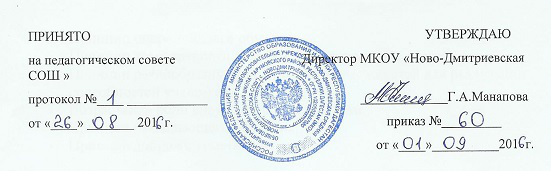 ПРИНЯТО
на педагогическом совете
СОШ »
протокол № 1
от «26» 08 2016г.
УТВЕРЖДАЮ
Директор МКОУ «Ново-Дмитриевская
Г.А.Манапова
приказ № 60
от «01» 09 2016г.